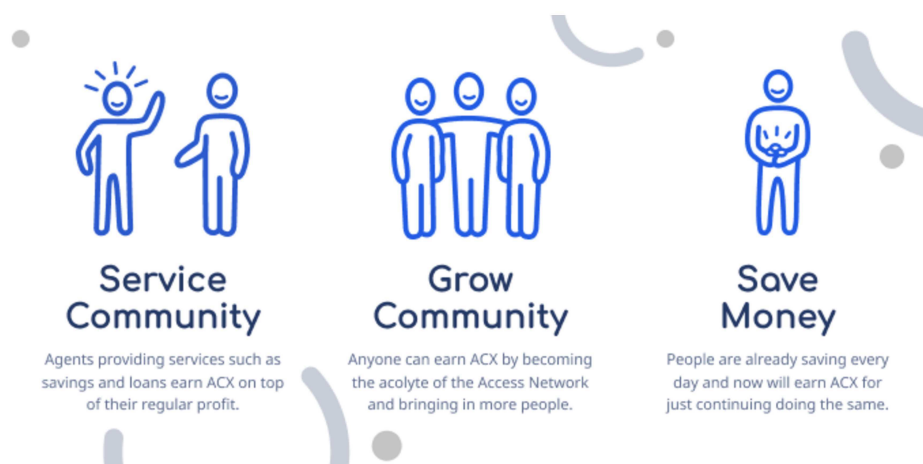 Service
Community
Agents providing services such as
savings and loans earn ACX on top
of their regular profit.
Grow
Community
Anyone can earn ACX by becoming
the acolyte of the Access Network
and bringing in more people.
Save
Money
People are already saving every
day and now will earn ACX for
just continuing doing the same.